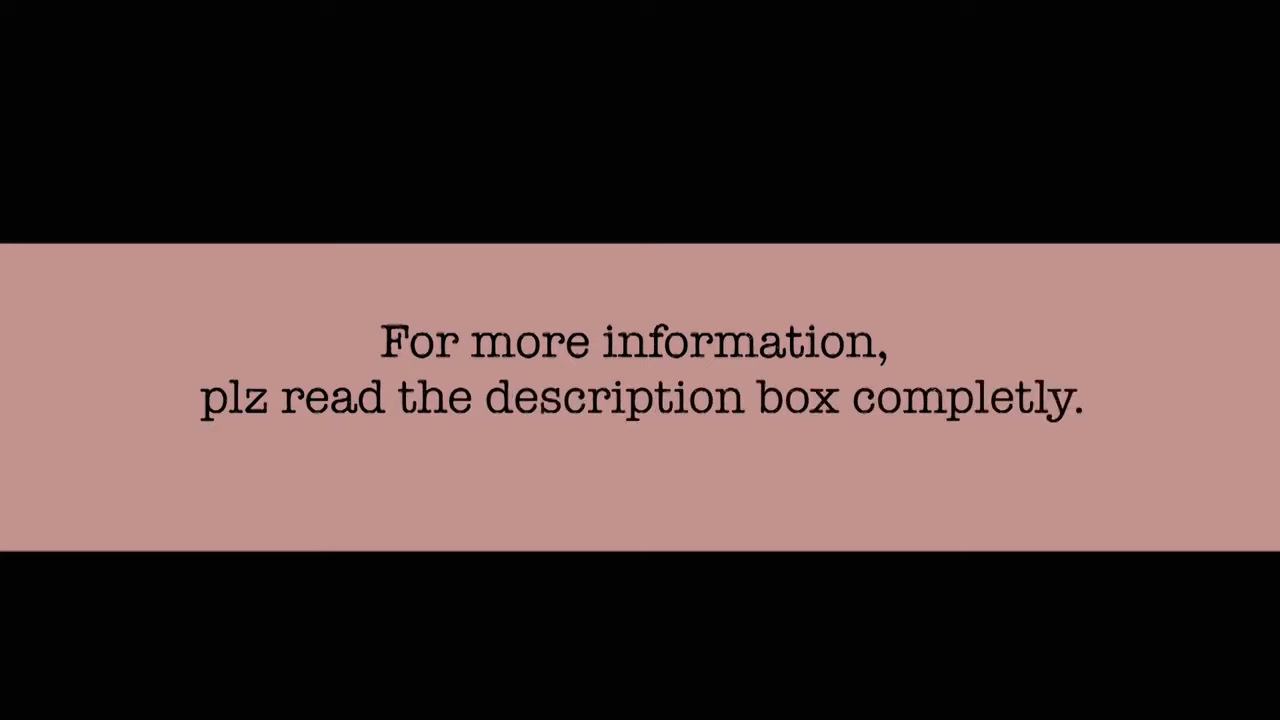 For more information,
plz read the description box completly.